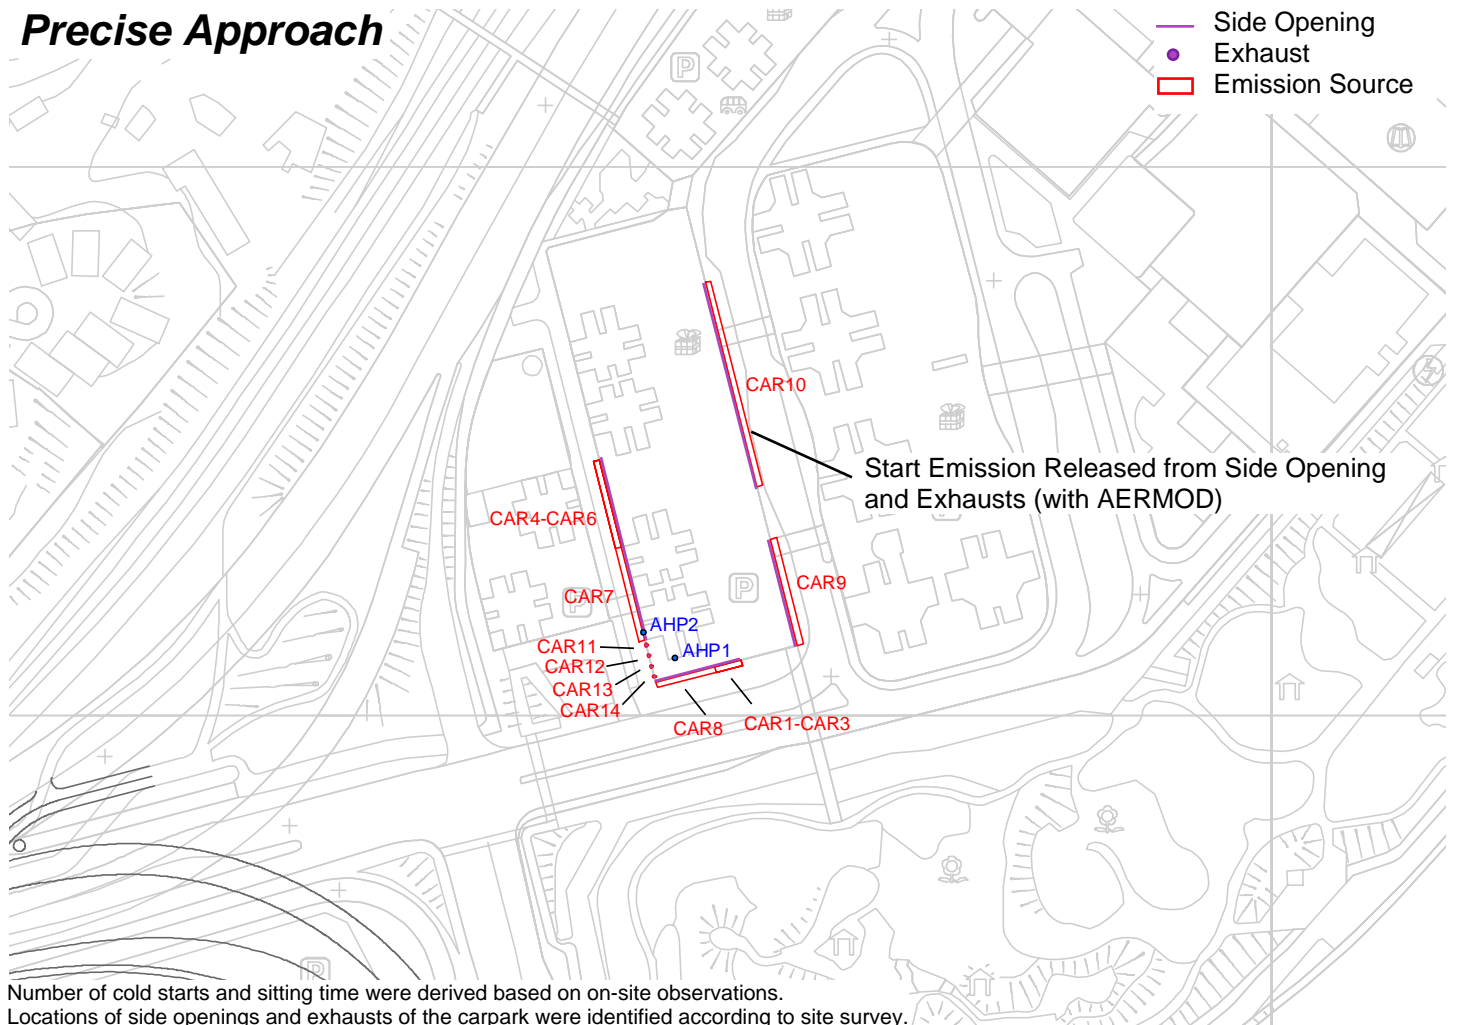 Precise Approach
Side Opening
Exhaust
Emission Source
P
CAR10
Start Emission Released from Side Opening
and Exhausts (with AERMOD)
CAR4-CAR6
CAR7
P
P
CAR9
AHP2
AHP1
CAR11
CAR12
CAR13
CAR14
CAR8
CAR1-CAR3
P
Number of cold starts and sitting time were derived based on on-site observations.
Locations of side openings and exhausts of the carpark were identified according to site survey.